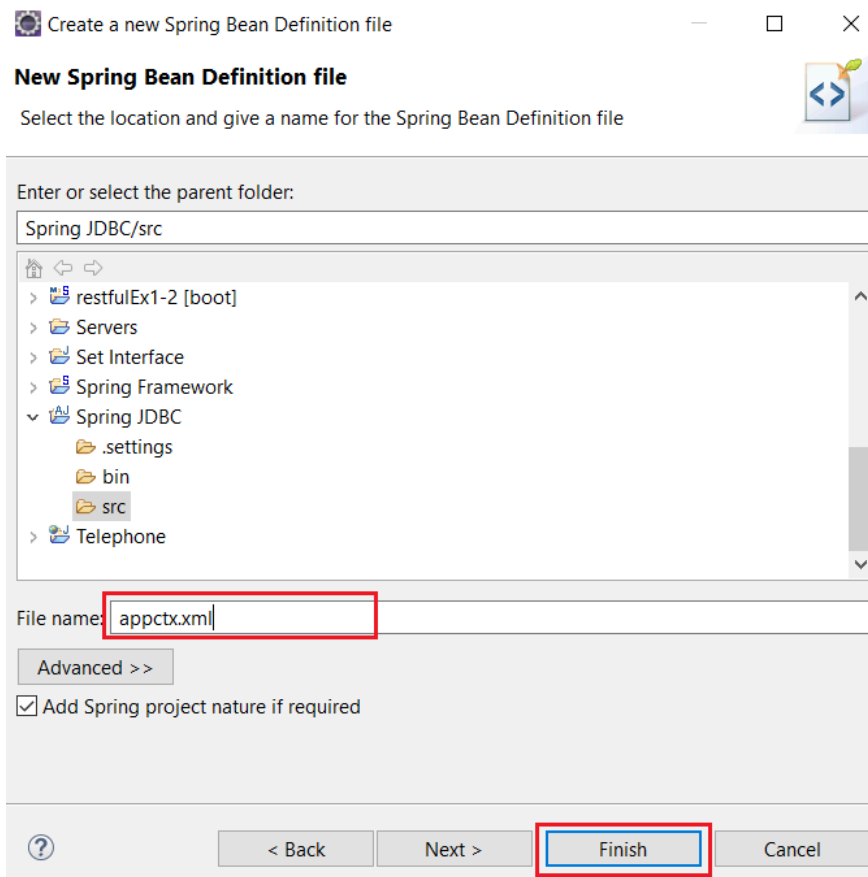 Create a new Spring Bean Definition file
New Spring Bean Definition file
Select the location and give a name for the Spring Bean Definition file
Enter or select the parent folder:
Spring JDBC/src
restfulEx1-2 [boot]
Servers
Set Interface
Spring Framework
Spring JDBC
.settings
bin
src
Telephone
File name: appctx.xml
Advanced >>
Add Spring project nature if required
< Back Next > Finish Cancel